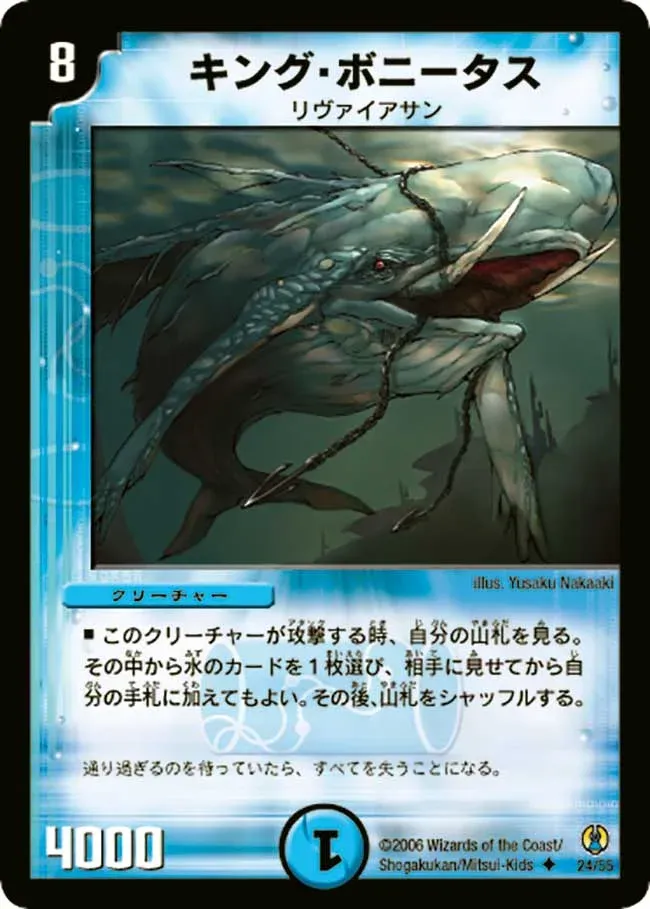 8
キング・ボニータス
リヴァイアサン
illus. Yusaku Nakaaki
クリーチャー
■ このクリーチャーが攻撃する時、自分の山札を見る。
その中から水のカードを1枚選び、相手に見せてから自
分の手札に加えてもよい。その後、山札をシャッフルする。
通り過ぎるのを待っていたら、すべてを失うことになる。
4000
1
©2006 Wizards of the Coast/
Shogakukan/Mitsui-Kids
24/55